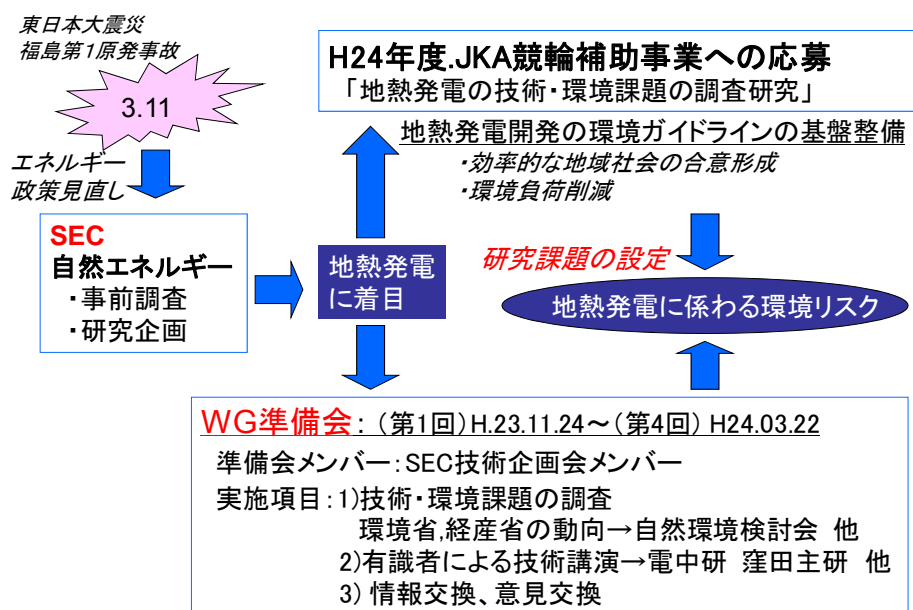 東日本大震災
福島第1原発事故
3.11
エネルギー
政策見直し
SEC
自然エネルギー
・事前調査
・研究企画
地熱発電
に着目
H24年度.JKA競輪補助事業への応募
「地熱発電の技術・環境課題の調査研究」
地熱発電開発の環境ガイドラインの基盤整備
・効率的な地域社会の合意形成
・環境負荷削減
研究課題の設定
地熱発電に係わる環境リスク
WG準備会:（第1回）H.23.11.24～（第4回） H24.03.22
準備会メンバー:SEC技術企画会メンバー
実施項目:1)技術・環境課題の調査
環境省,経産省の動向→自然環境検討会 他
2)有識者による技術講演→電中研 窪田主研 他
3) 情報交換、意見交換